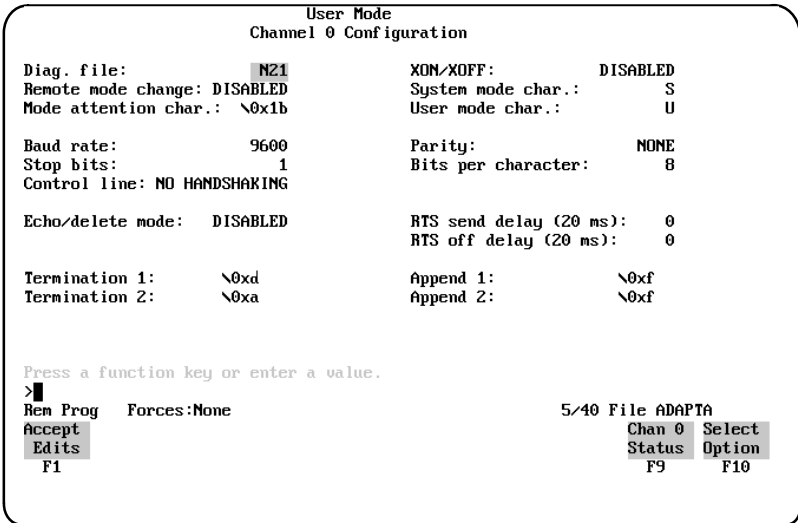 User Mode
Channel 0 Configuration
Diag. file: N21 XON/XOFF: DISABLED
Remote mode change: DISABLED System mode char.: S
Mode attention char.: \0x1b User mode char.: U
Baud rate: 9600 Parity: NONE
Stop bits: 1 Bits per character: 8
Control line: NO HANDSHAKING
Echo/delete mode: DISABLED RTS send delay (20 ms): 0
RTS off delay (20 ms): 0
Termination 1: \0xd Append 1: \0xf
Termination 2: \0xa Append 2: \0xf
Press a function key or enter a value.
>
Rem Prog Forces:None 5/40 File ADAPTA
Accept Chan 0 Select
Edits Status Option
F1 F9 F10